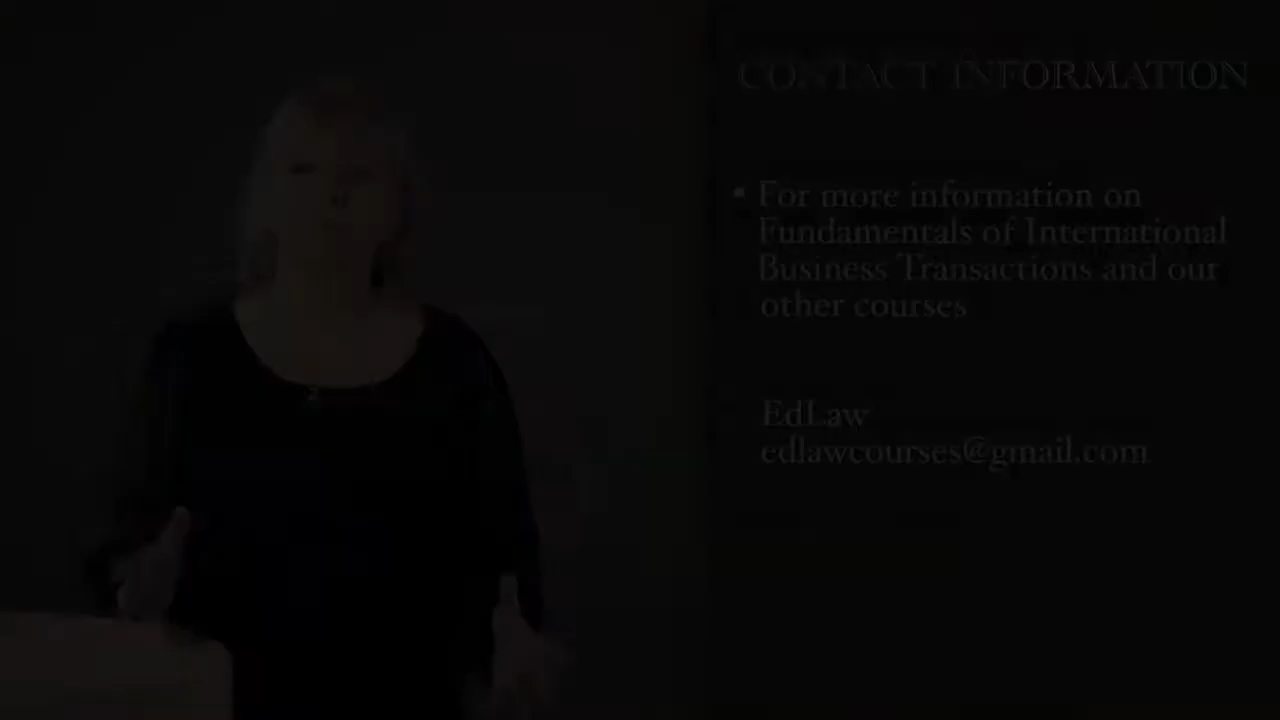 CONTACT INFORMATION
• For more information on
Fundamentals of International
Business Transactions and our
other courses
EdLaw
edlawcourses@gmail.com